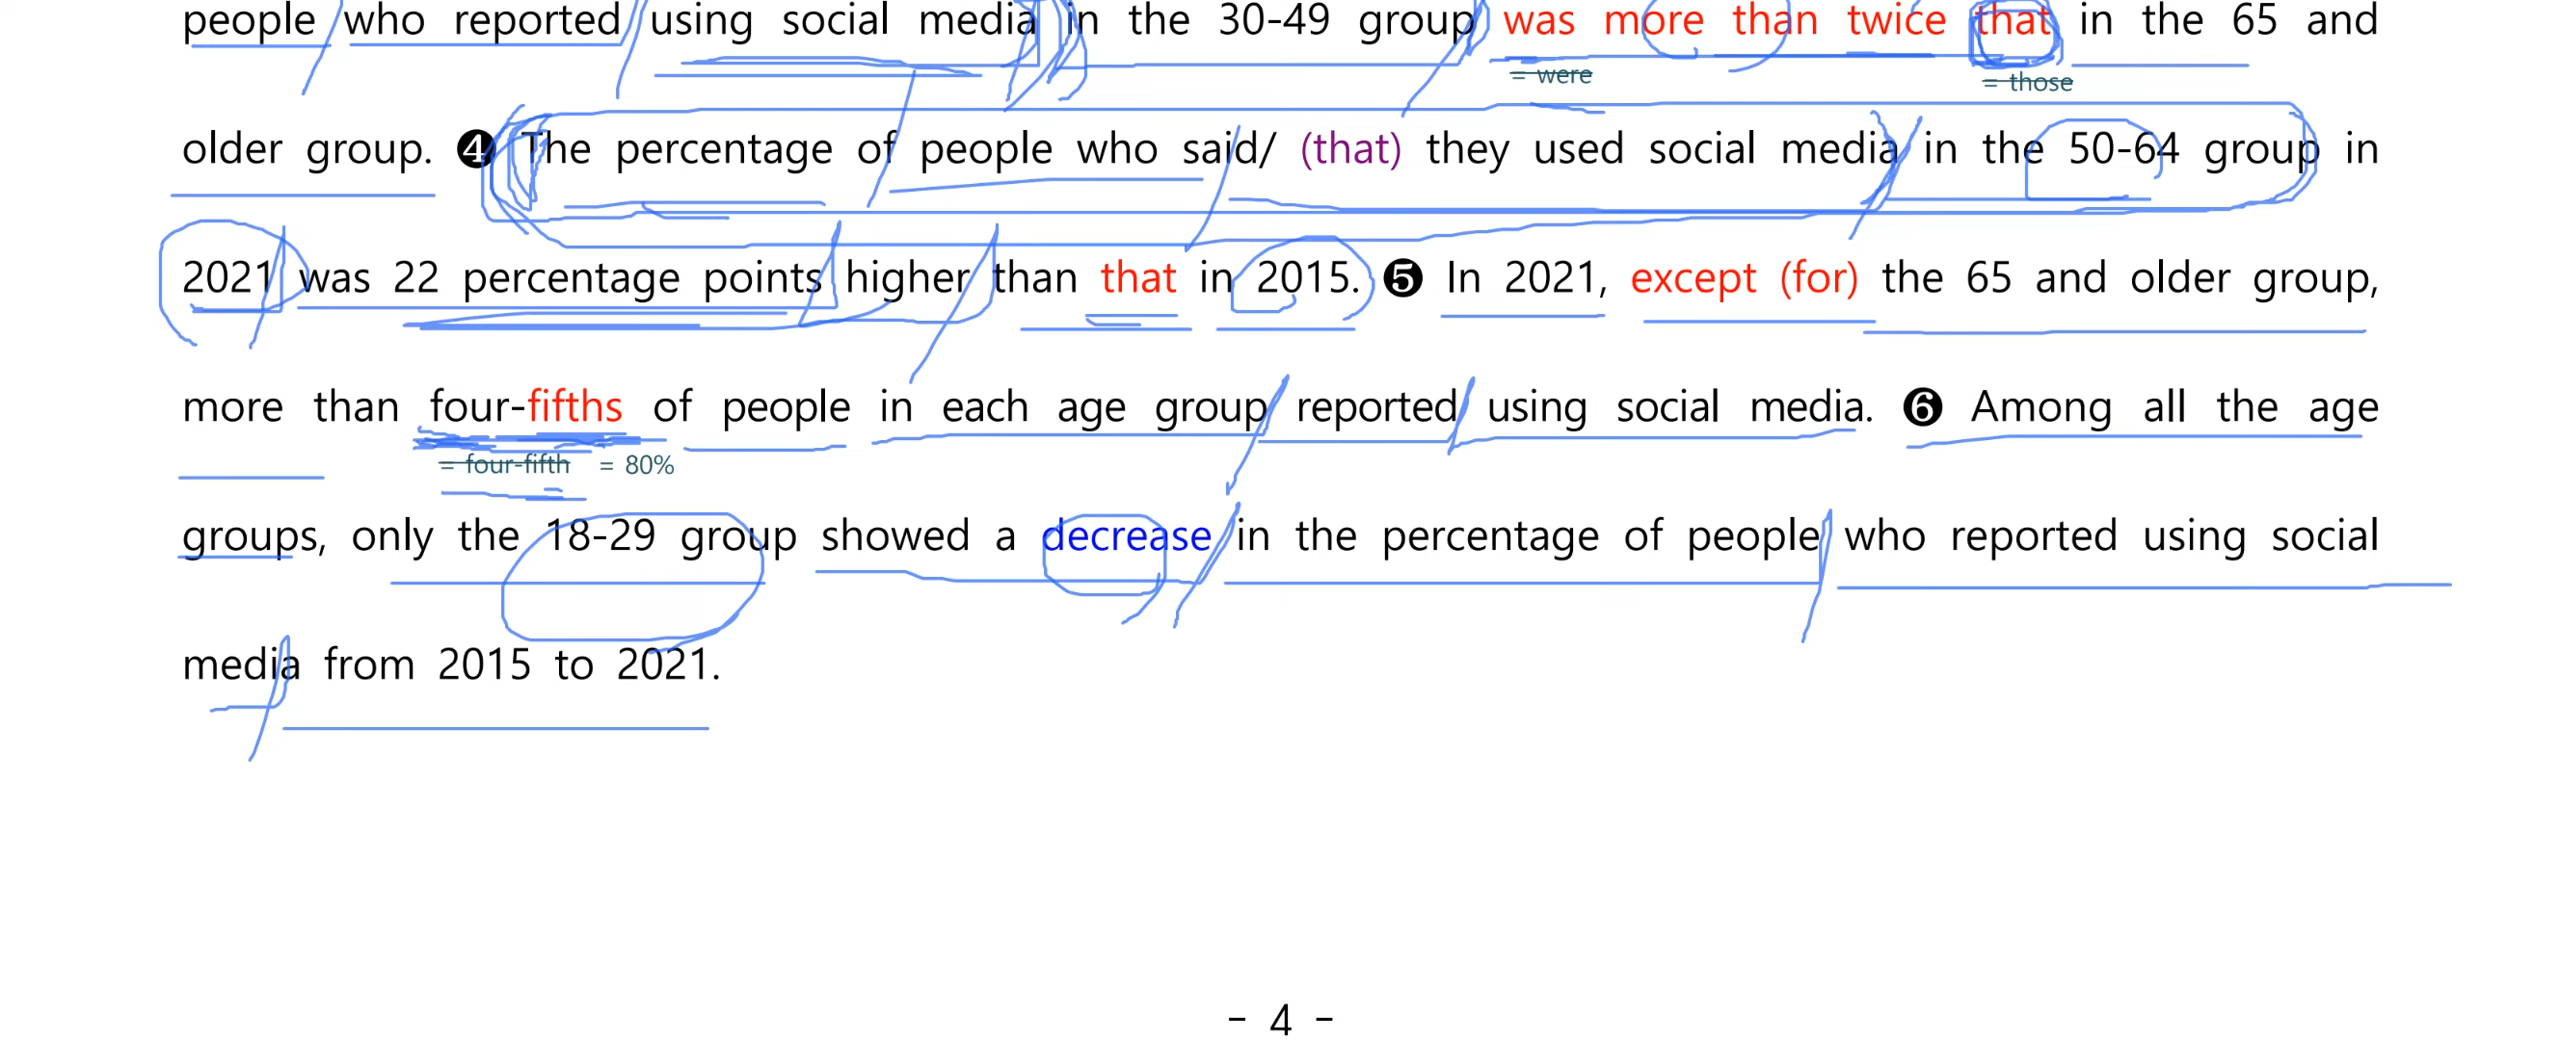 people who reported using social media in the 30-49 group was more than twice that in the 65 and
= were = those
older group. ❹ The percentage of people who said/ (that) they used social media in the 50-64 group in
2021 was 22 percentage points higher than that in 2015. ❺ In 2021, except (for) the 65 and older group,
more than four-fifths of people in each age group reported using social media. ❻ Among all the age
= four-fifth = 80%
groups, only the 18-29 group showed a decrease in the percentage of people who reported using social
media from 2015 to 2021.
- 4 -